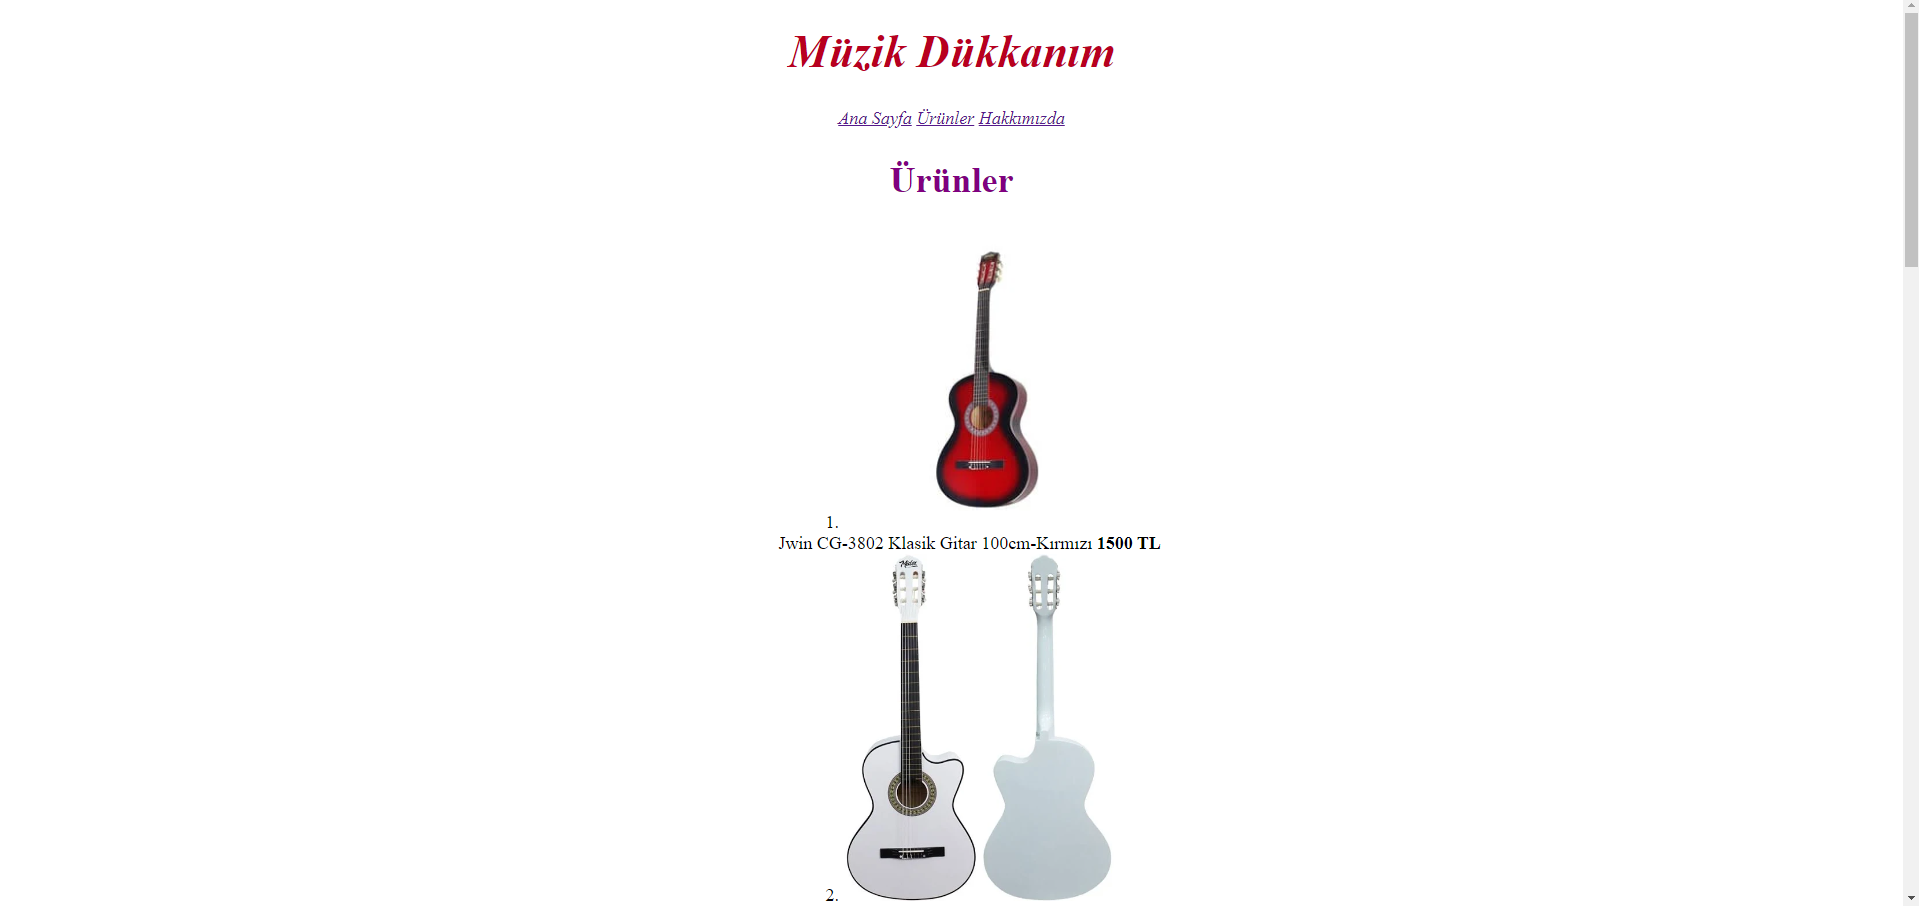 Müzik Dükkanım
Ana Sayfa Ürünler Hakkımızda
Ürünler
1.
Jwin CG-3802 Klasik Gitar 100cm-Kırmızı 1500 TL
2.